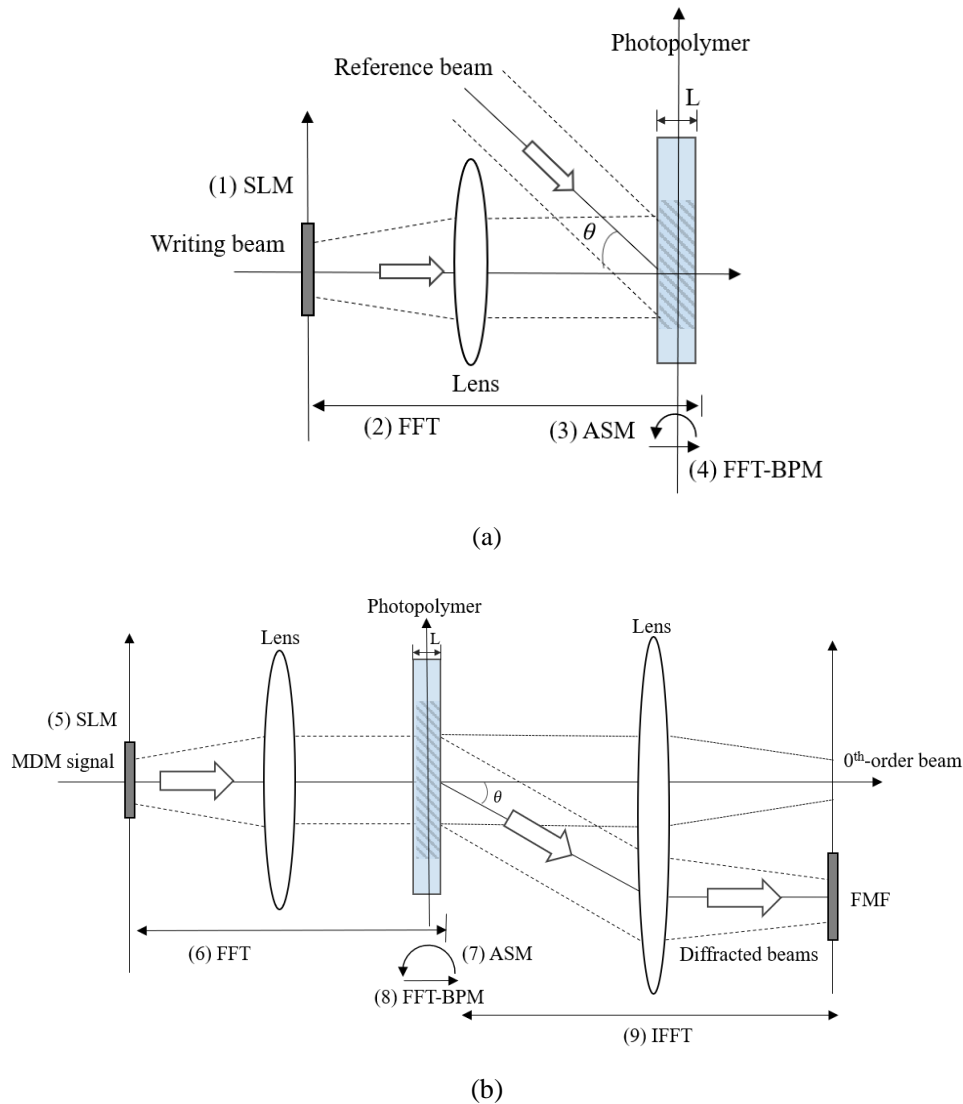 Photopolymer
Reference beam
L
(1) SLM
Writing beam
θ
Lens
(2) FFT
(3) ASM
(4) FFT-BPM
(a)
Photopolymer
Lens
L
Lens
(5) SLM
MDM signal
θ
0th-order beam
FMF
(6) FFT
(7) ASM
Diffracted beams
(8) FFT-BPM
(9) IFFT
(b)